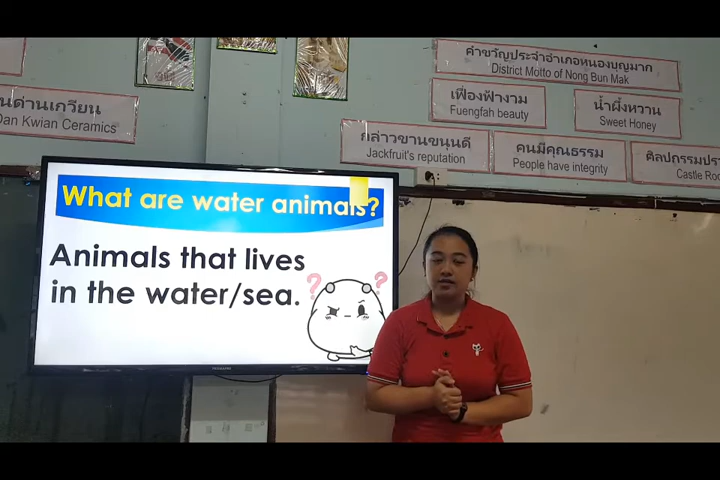 คำขวัญประจำอำเภอหนองบุญมาก
District Motto of Nong Bun Mak
เฟื่องฟ้างาม
Fuengfah beauty
น้ำผึ้งหวาน
Sweet Honey
นด่านเกวียน
Dan Kwian Ceramics
กล่าวขานขนุนดี
Jackfruit's reputation
คนมีคุณธรรม
People have integrity
ศิลปกรรมปรา
Castle Roc
What are water animals?
Animals that lives
in the water/sea.